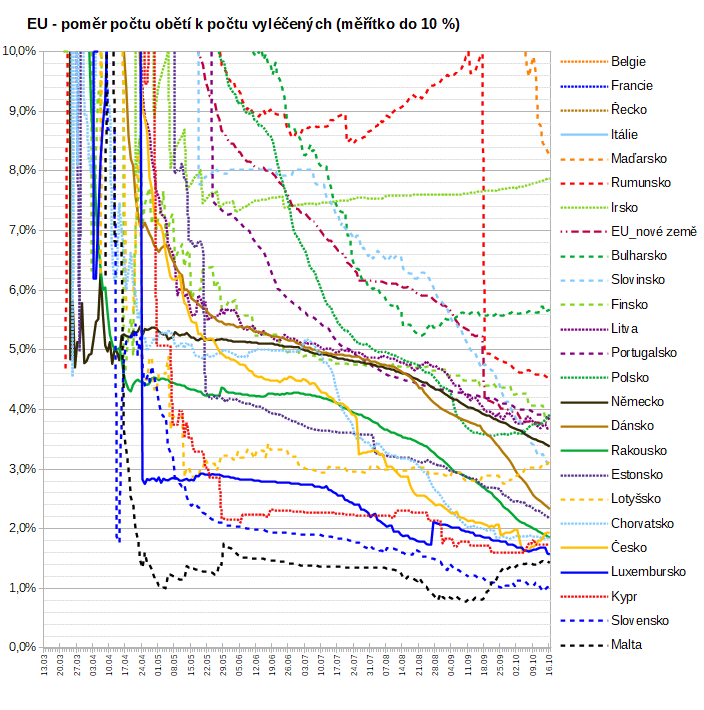 EU - poměr počtu obětí k počtu vyléčených (měřítko do 10 %)
10,0%
9,0%
8,0%
7,0%
6,0%
5,0%
4,0%
3,0%
2,0%
1,0%
0,0%
13.03
20.03
27.03
03.04
10.04
17.04
24.04
01.05
08.05
15.05
22.05
29.05
05.06
12.06
19.06
26.06
03.07
10.07
17.07
24.07
31.07
07.08
14.08
21.08
28.08
04.09
11.09
18.09
25.09
02.10
09.10
16.10
Belgie
Francie
Řecko
Itálie
Maďarsko
Rumunsko
Irsko
EU_nové země
Bulharsko
Slovinsko
Finsko
Litva
Portugalsko
Polsko
Německo
Dánsko
Rakousko
Estonsko
Lotyšsko
Chorvatsko
Česko
Luxembursko
Kypr
Slovensko
Malta